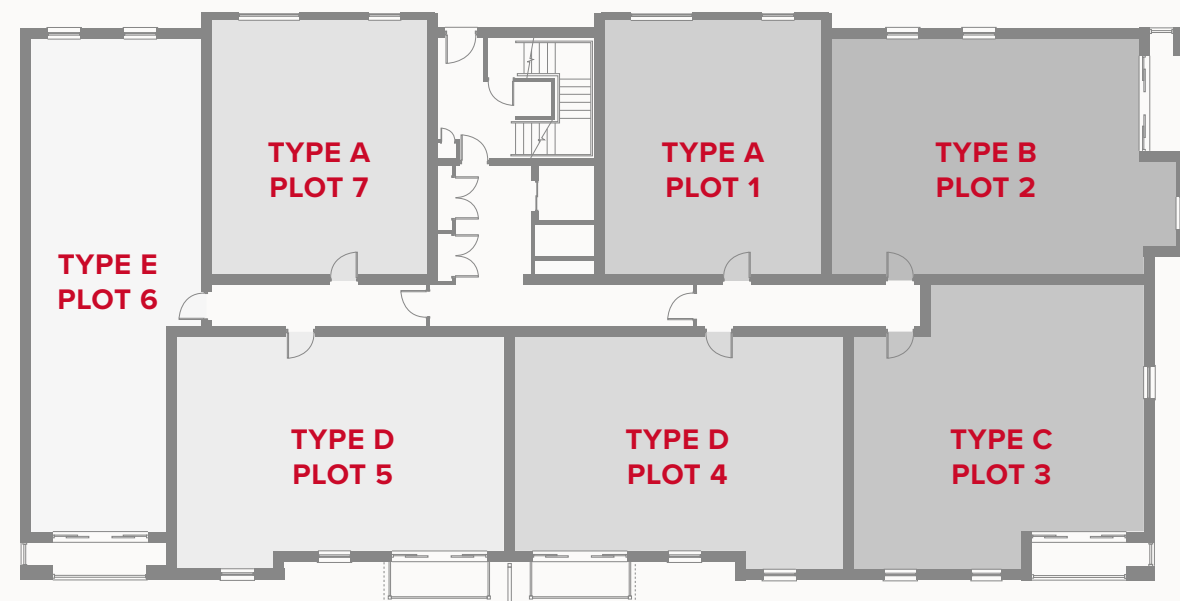 TYPE A
PLOT 7
TYPE A
PLOT 1
TYPE B
PLOT 2
TYPE E
PLOT 6
TYPE D
PLOT 5
TYPE D
PLOT 4
TYPE C
PLOT 3